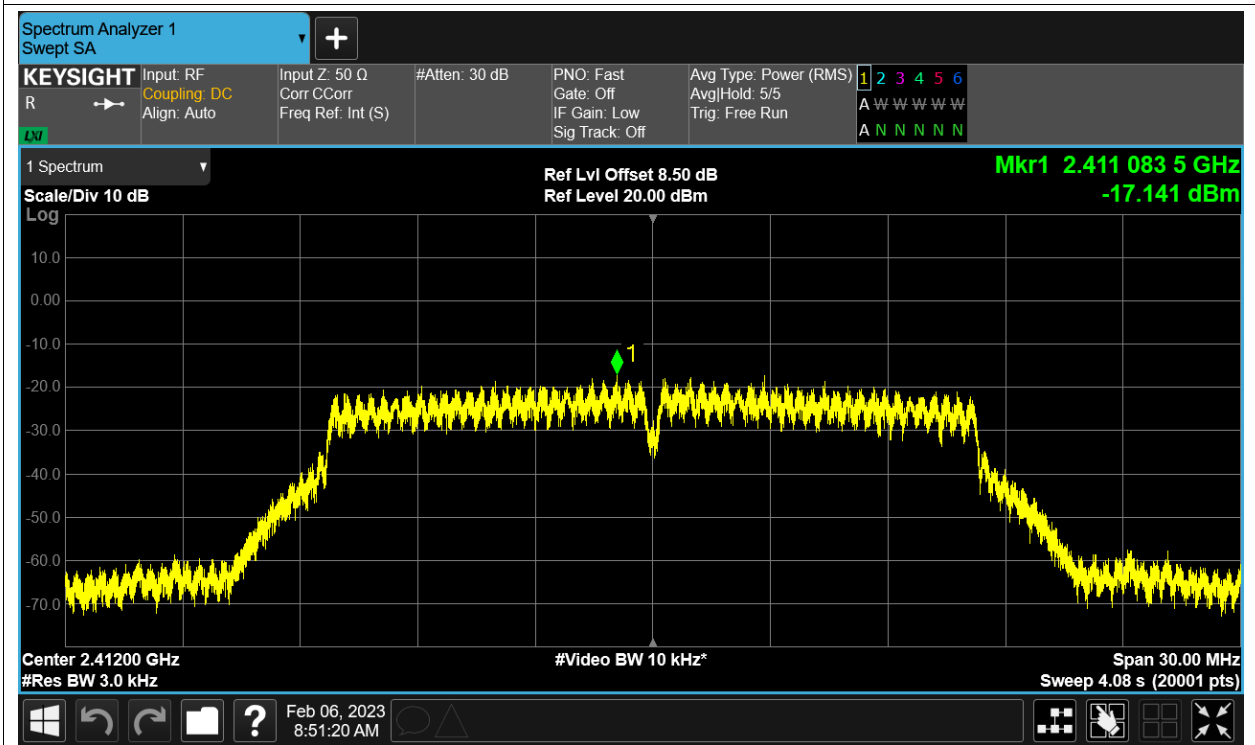 Spectrum Analyzer 1
Swept SA
+
KEYSIGHT
R
LXI
Input: RF
Coupling: DC
Align: Auto
Input Z: 50 Ω
Corr CCorr
Freq Ref: Int (S)
#Atten: 30 dB
PNO: Fast
Gate: Off
IF Gain: Low
Sig Track: Off
Avg Type: Power (RMS)
Avg|Hold: 5/5
Trig: Free Run
1 2 3 4 5 6
A W W W W W
A N N N N N
1 Spectrum
Scale/Div 10 dB
Log
Ref Lvl Offset 8.50 dB
Ref Level 20.00 dBm
Mkr1 2.411 083 5 GHz
-17.141 dBm
10.0
0.00
-10.0
1
-20.0
-30.0
-40.0
-50.0
-60.0
-70.0
Center 2.41200 GHz
#Res BW 3.0 kHz
#Video BW 10 kHz*
Span 30.00 MHz
Sweep 4.08 s (20001 pts)
?
Feb 06, 2023
8:51:20 AM